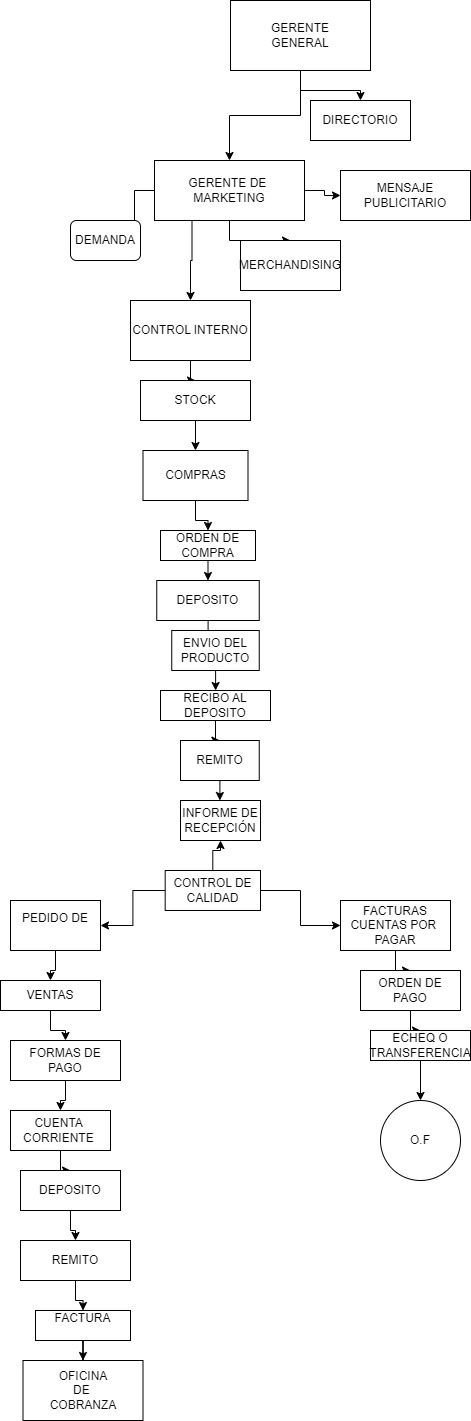 GERENTE
GENERAL
DIRECTORIO
GERENTE DE
MARKETING
MENSAJE
PUBLICITARIO
DEMANDA
MERCHANDISING
CONTROL INTERNO
STOCK
COMPRAS
ORDEN DE
COMPRA
DEPOSITO
ENVIO DEL
PRODUCTO
RECIBO AL
DEPOSITO
REMITO
INFORME DE
RECEPCIÓN
CONTROL DE
CALIDAD
PEDIDO DE
VENTAS
FORMAS DE
PAGO
CUENTA
CORRIENTE
DEPOSITO
REMITO
FACTURA
OFICINA
DE
COBRANZA
FACTURAS
CUENTAS POR
PAGAR
ORDEN DE
PAGO
ECHEQ O
TRANSFERENCIA
O.F